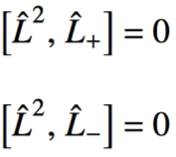 [L̂², L̂₊] = 0
[L̂², L̂₋] = 0